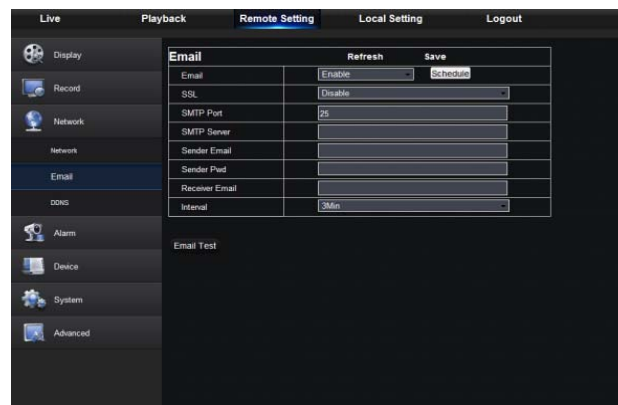 Live Playback Remote Setting Local Setting Logout
Display
Record
Network
Network
Email
DDNS
Alarm
Device
System
Advanced
Email Refresh Save
Email Enable Schedule
SSL Disable
SMTP Port 25
SMTP Server
Sender Email
Sender Pwd
Receiver Email
Interval 3Min
Email Test